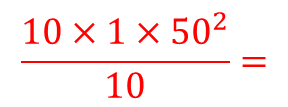 10 × 1 × 50²
10 =